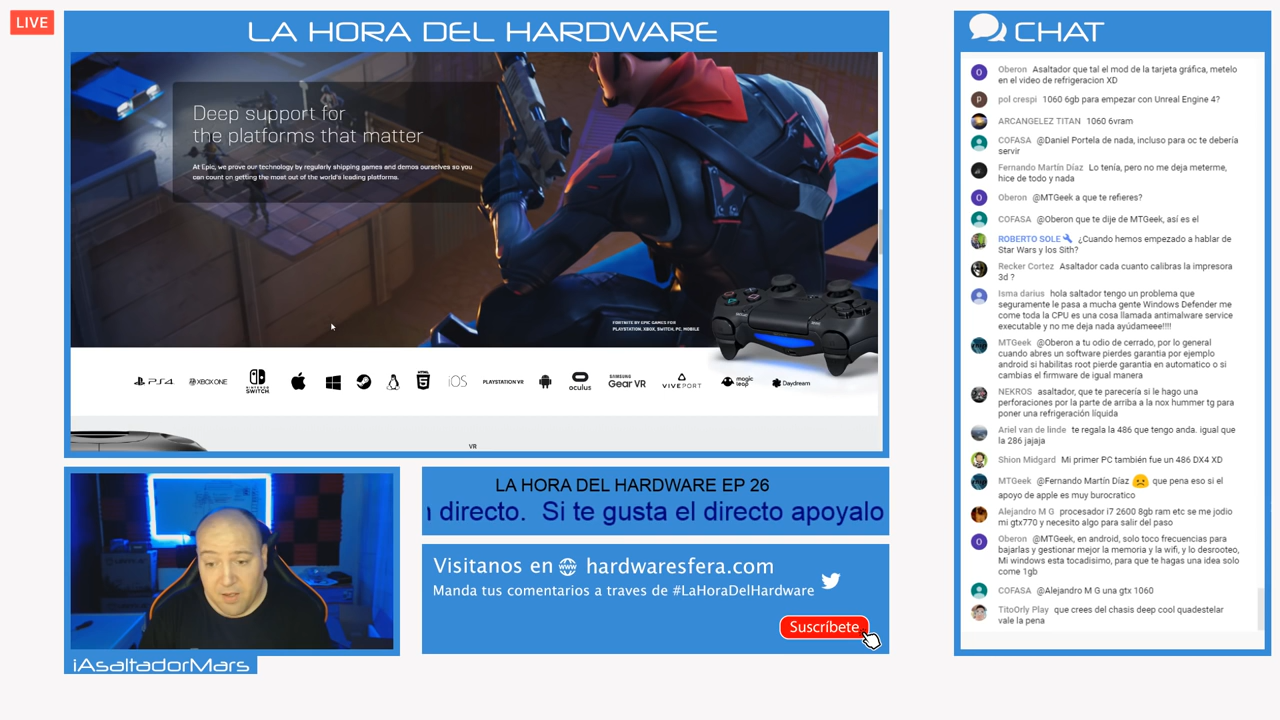 LIVE
LA HORA DEL HARDWARE
Deep support for
the platforms that matter
At Epic, we prove our technology by regularly shipping games and demos ourselves so you
can count on getting the most out of the world's leading platforms.
FORTNITE BY EPIC GAMES FOR
PLAYSTATION, XBOX, SWITCH, PC, MOBILE
PS4 XBOX ONE NINTENDO SWITCH HTML 5 iOS PLAYSTATION VR oculus SAMSUNG Gear VR VIVEPORT magic leap Daydream
VR
iAsaltadorMars
LA HORA DEL HARDWARE EP 26
n directo. Si te gusta el directo apoyalo
Visitanos en www hardwaresfera.com
Manda tus comentarios a traves de #LaHoraDelHardware
Suscríbete
CHAT
O Oberon Asaltador que tal el mod de la tarjeta gráfica, metelo
en el video de refrigeracion XD
p pol crespi 1060 6gb para empezar con Unreal Engine 4?
ARCANGELEZ TITAN 1060 6vram
COFASA @Daniel Portela de nada, incluso para oc te debería
servir
Fernando Martín Díaz Lo tenía, pero no me deja meterme,
hice de todo y nada
O Oberon @MTGeek a que te refieres?
COFASA @Oberon que te dije de MTGeek, así es el
ROBERTO SOLE ¿Cuando hemos empezado a hablar de
Star Wars y los Sith?
Recker Cortez Asaltador cada cuanto calibras la impresora
3d ?
Isma darius hola saltador tengo un problema que
seguramente le pasa a mucha gente Windows Defender me
come toda la CPU es una cosa llamada antimalware service
executable y no me deja nada ayúdameee!!!!
MTGeek @Oberon a tu odio de cerrado, por lo general
cuando abres un software pierdes garantia por ejemplo
android si habilitas root pierde garantia en automatico o si
cambias el firmware de igual manera
NEKROS asaltador, que te parecería si le hago una
perforaciones por la parte de arriba a la nox hummer tg para
poner una refrigeración líquida
Ariel van de linde te regala la 486 que tengo anda. igual que
la 286 jajaja
Shion Midgard Mi primer PC también fue un 486 DX4 XD
MTGeek @Fernando Martín Díaz ☹ que pena eso si el
apoyo de apple es muy burocratico
Alejandro M G procesador i7 2600 8gb ram etc se me jodio
mi gtx770 y necesito algo para salir del paso
O Oberon @MTGeek, en android, solo toco frecuencias para
bajarlas y gestionar mejor la memoria y la wifi, y lo desrooteo,
Mi windows esta tocadisimo, para que te hagas una idea solo
come 1gb
COFASA @Alejandro M G una gtx 1060
TitoOrly Play que crees del chasis deep cool quadestelar
vale la pena